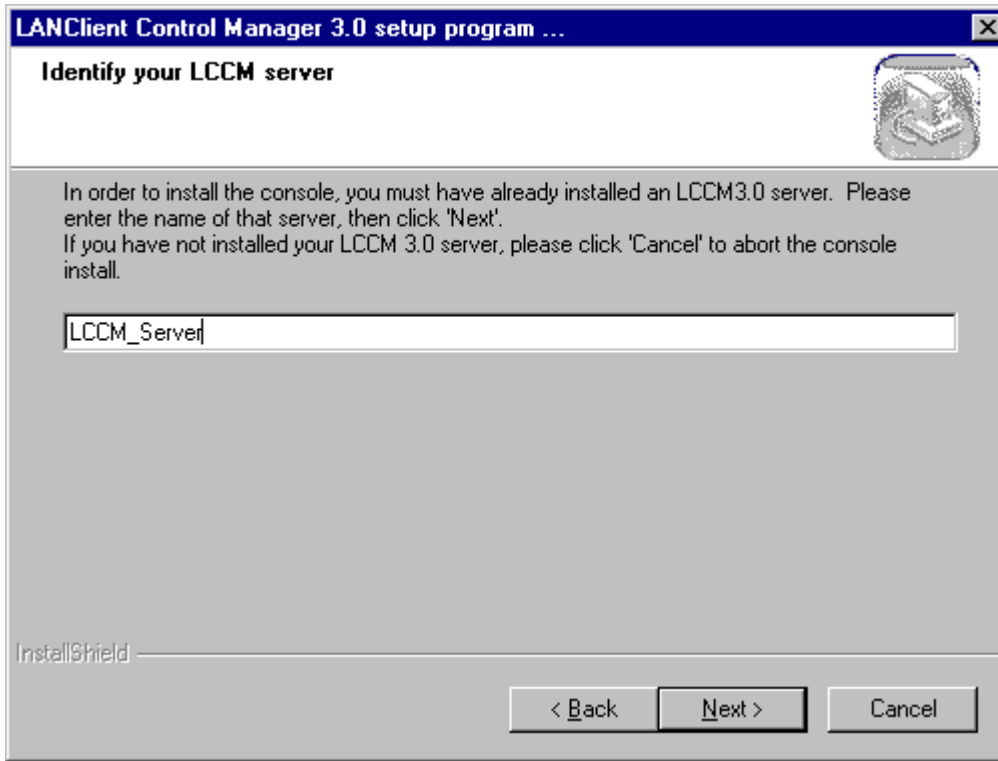 LANClient Control Manager 3.0 setup program ...
Identify your LCCM server
In order to install the console, you must have already installed an LCCM3.0 server.  Please
enter the name of that server, then click 'Next'.
If you have not installed your LCCM 3.0 server, please click 'Cancel' to abort the console
install.
LCCM_Server
InstallShield
< Back
Next >
Cancel